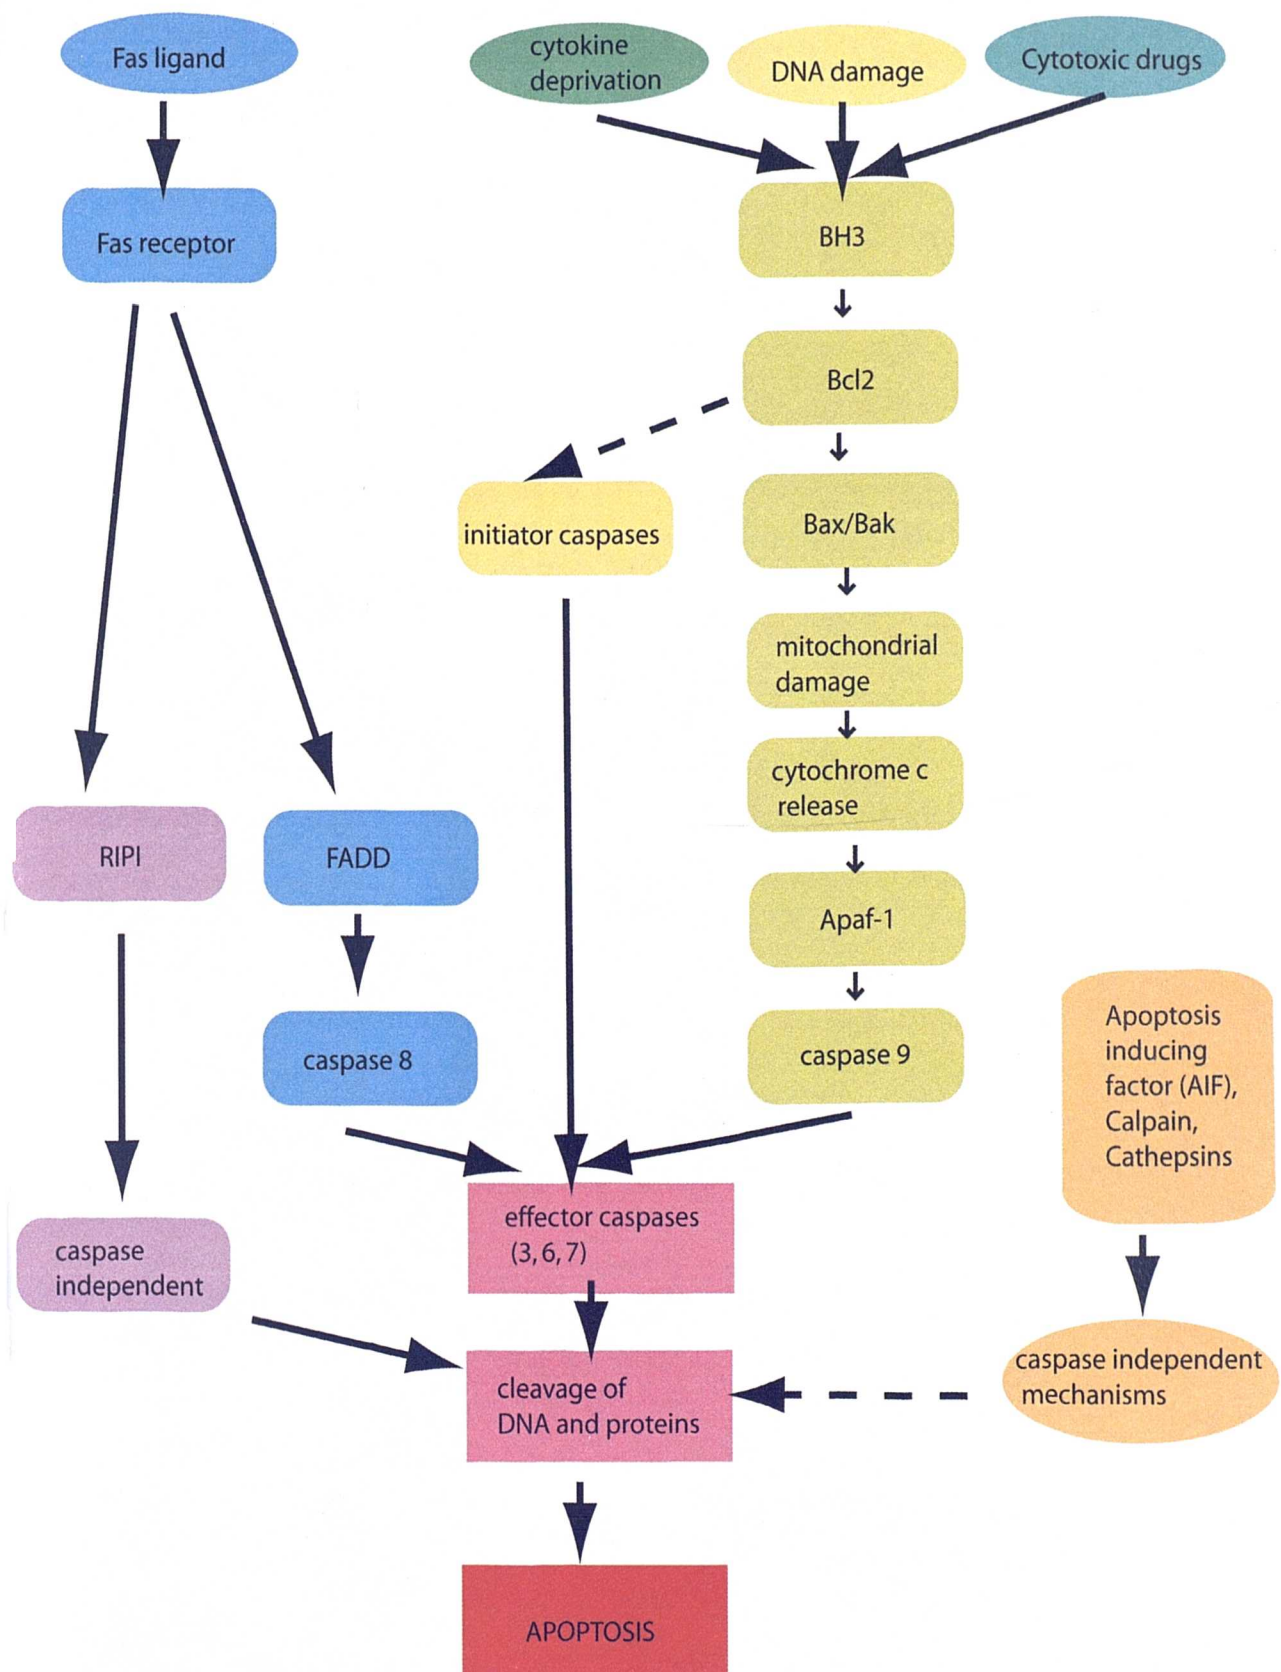 Fas ligand
cytokine
deprivation
DNA damage
Cytotoxic drugs
Fas receptor
BH3
Bcl2
initiator caspases
Bax/Bak
mitochondrial
damage
cytochrome c
release
RIPI
FADD
Apaf-1
caspase 8
caspase 9
Apoptosis
inducing
factor (AIF),
Calpain,
Cathepsins
effector caspases
(3, 6, 7)
caspase
independent
cleavage of
DNA and proteins
caspase independent
mechanisms
APOPTOSIS